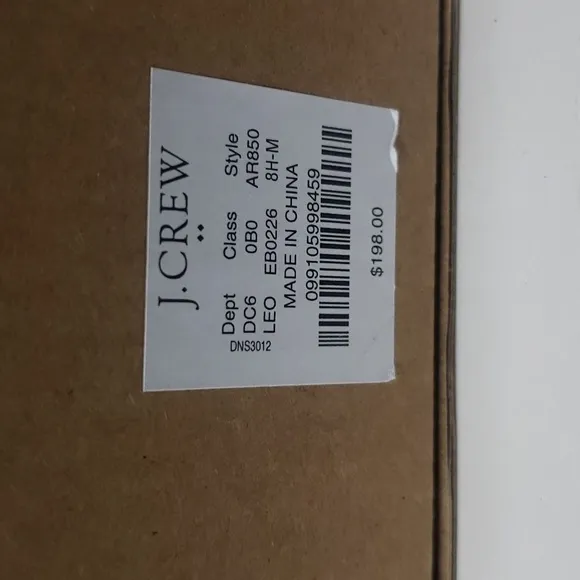 J.CREW
Dept Class Style
DC6 0B0 AR850
LEO EB0226 8H-M
DNS3012 MADE IN CHINA
099105998459
$198.00